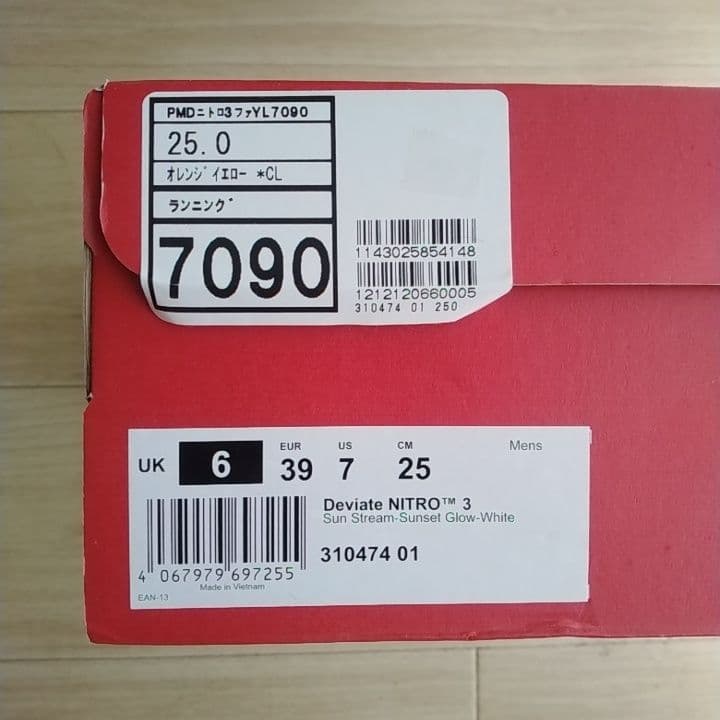 PMDニトロ3ファYL7090
25.0
オレンジイエロー *CL
ランニング
7090
1143025854148
1212120660005
310474 01 250
Mens
UK 6 EUR 39 US 7 CM 25
Deviate NITRO™ 3
Sun Stream-Sunset Glow-White
310474 01
4 067979 697255
Made in Vietnam
EAN-13